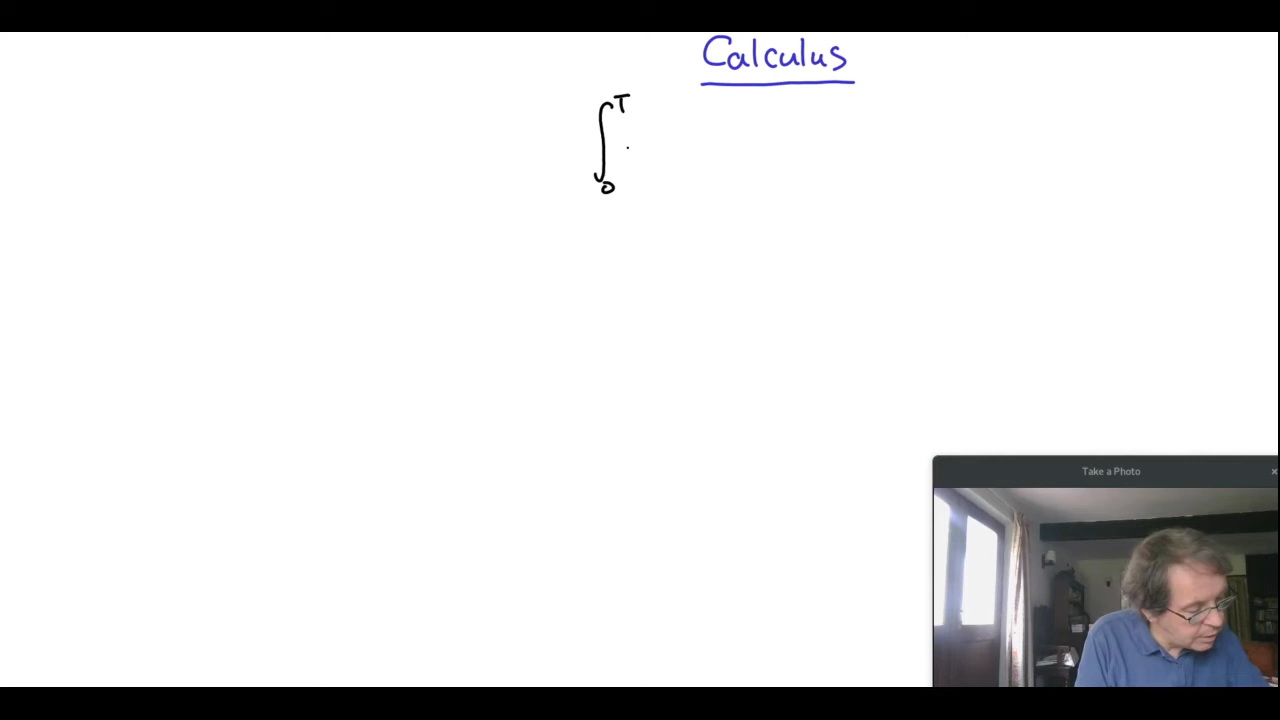 Calculus
∫₀ᵀ
Take a Photo ×